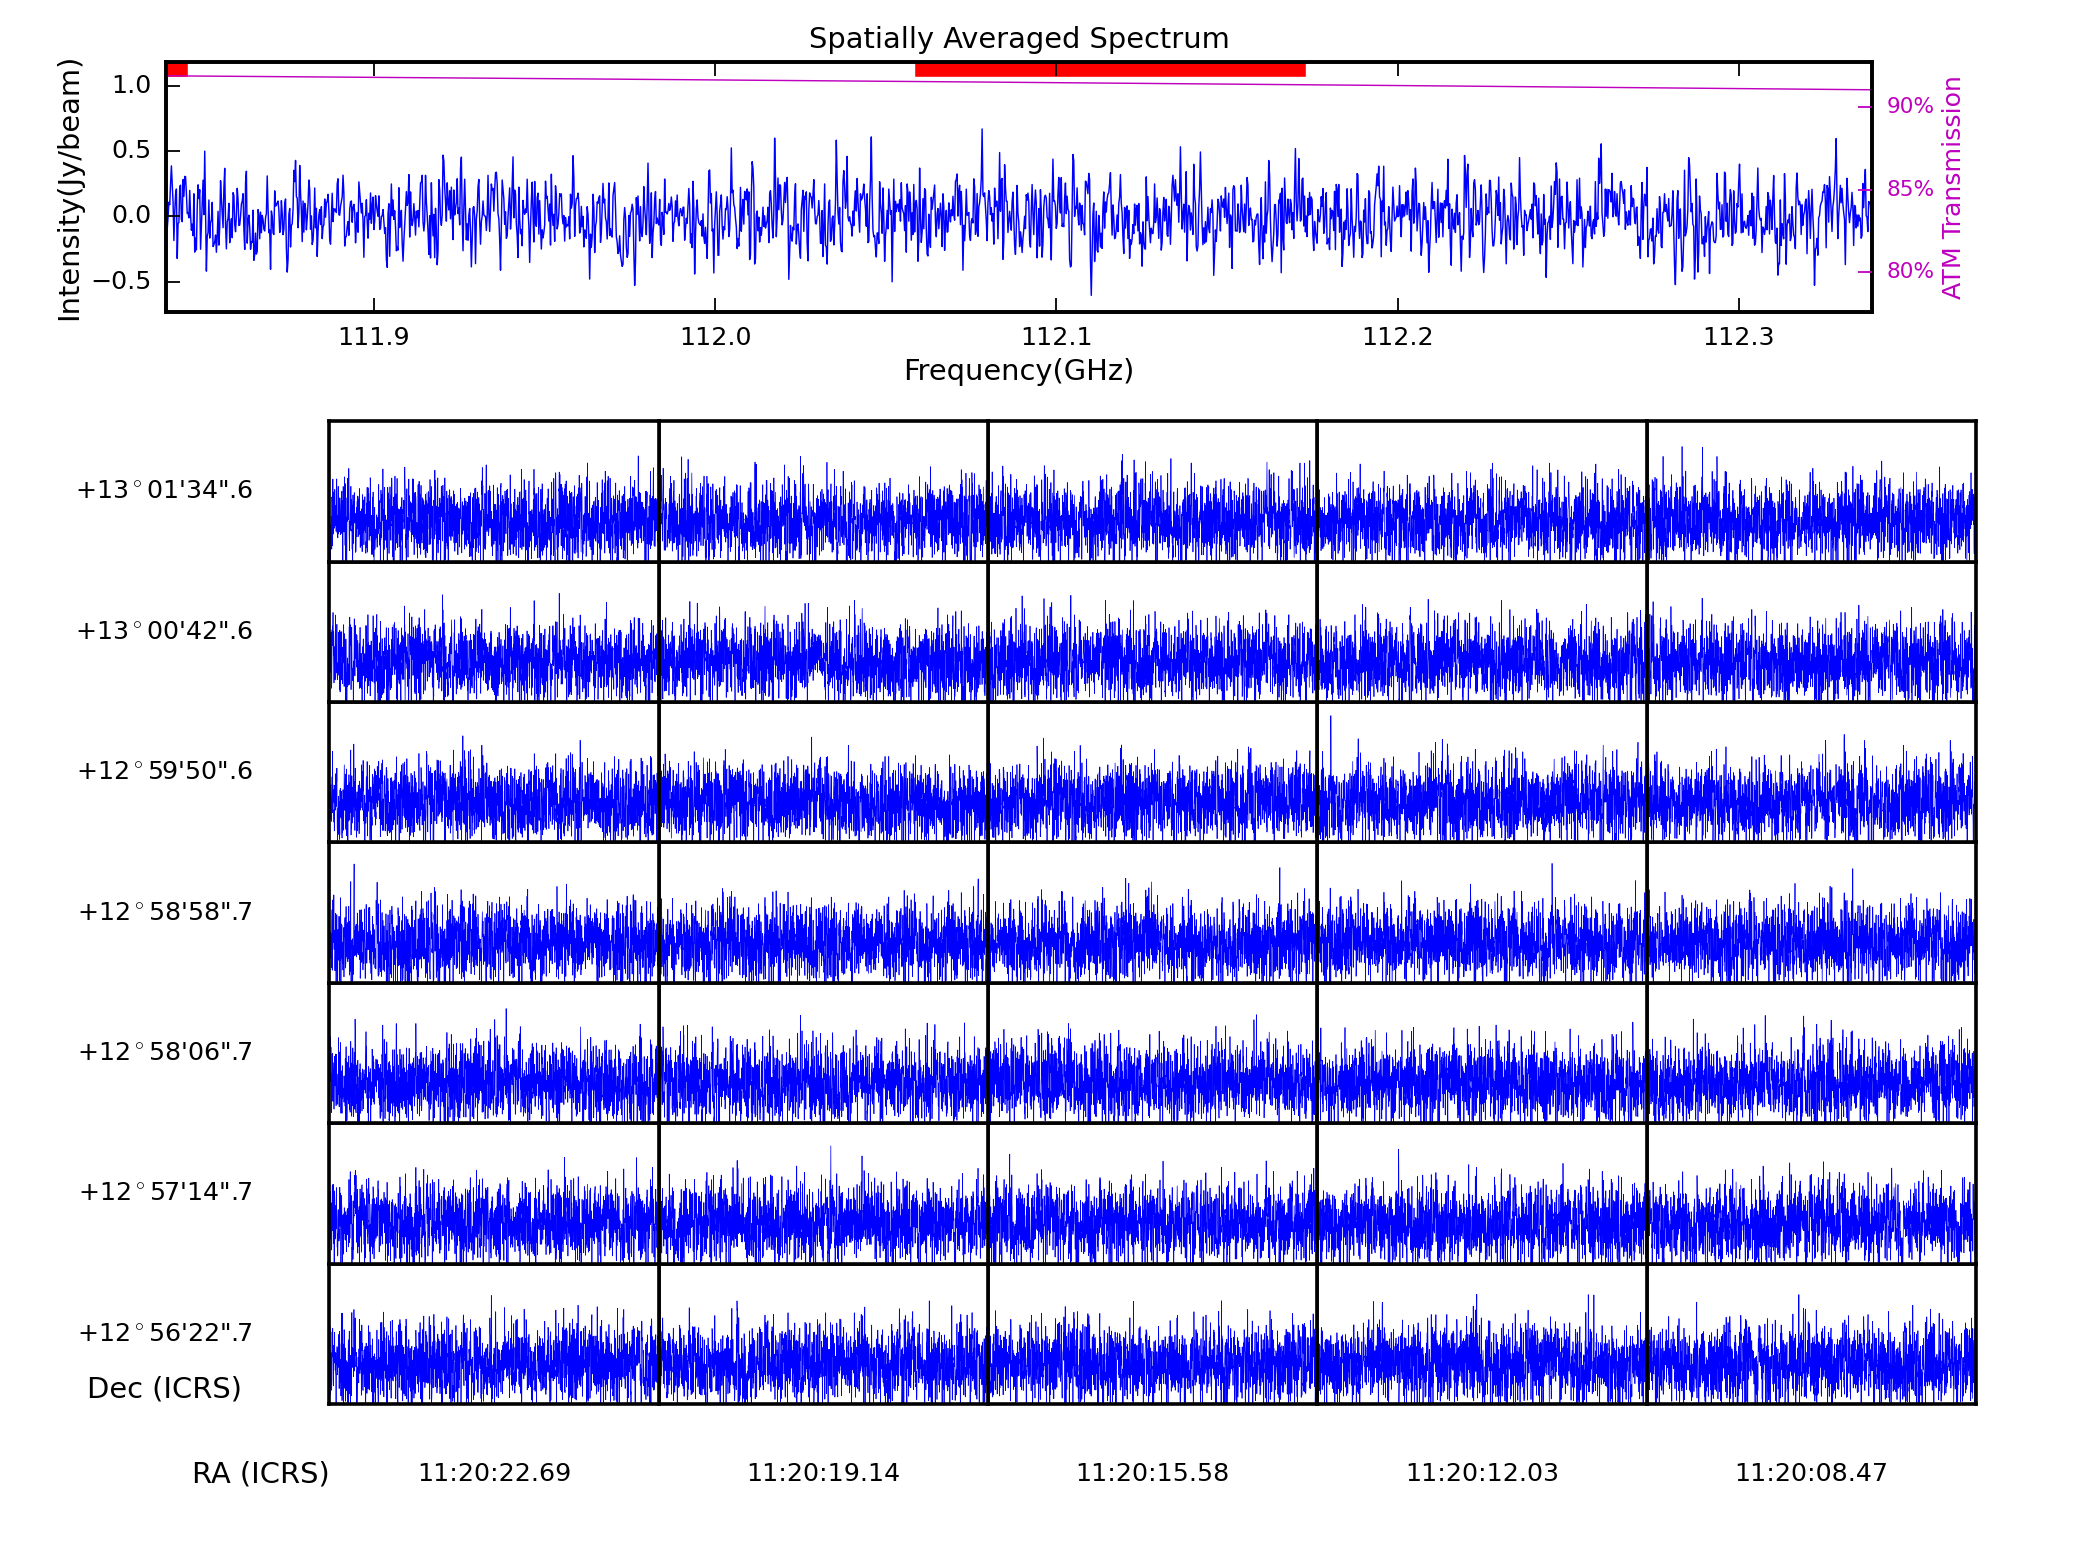 Spatially Averaged Spectrum
Intensity(Jy/beam)
1.0
0.5
0.0
−0.5
90%
85%
80%
ATM Transmission
111.9 112.0 112.1 112.2 112.3
Frequency(GHz)
+13°01'34".6
+13°00'42".6
+12°59'50".6
+12°58'58".7
+12°58'06".7
+12°57'14".7
+12°56'22".7
Dec (ICRS)
RA (ICRS) 11:20:22.69 11:20:19.14 11:20:15.58 11:20:12.03 11:20:08.47